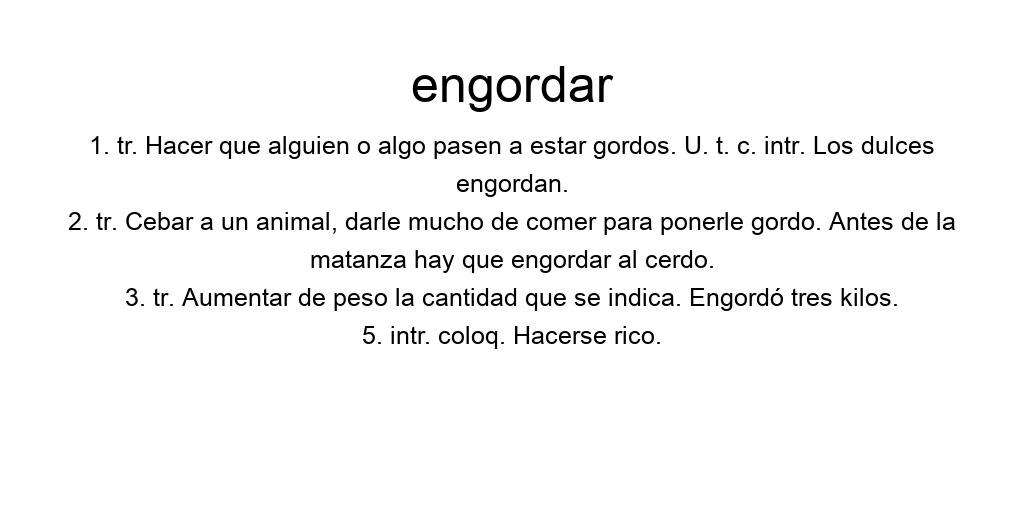 engordar
1. tr. Hacer que alguien o algo pasen a estar gordos. U. t. c. intr. Los dulces
engordan.
2. tr. Cebar a un animal, darle mucho de comer para ponerle gordo. Antes de la
matanza hay que engordar al cerdo.
3. tr. Aumentar de peso la cantidad que se indica. Engordó tres kilos.
5. intr. coloq. Hacerse rico.